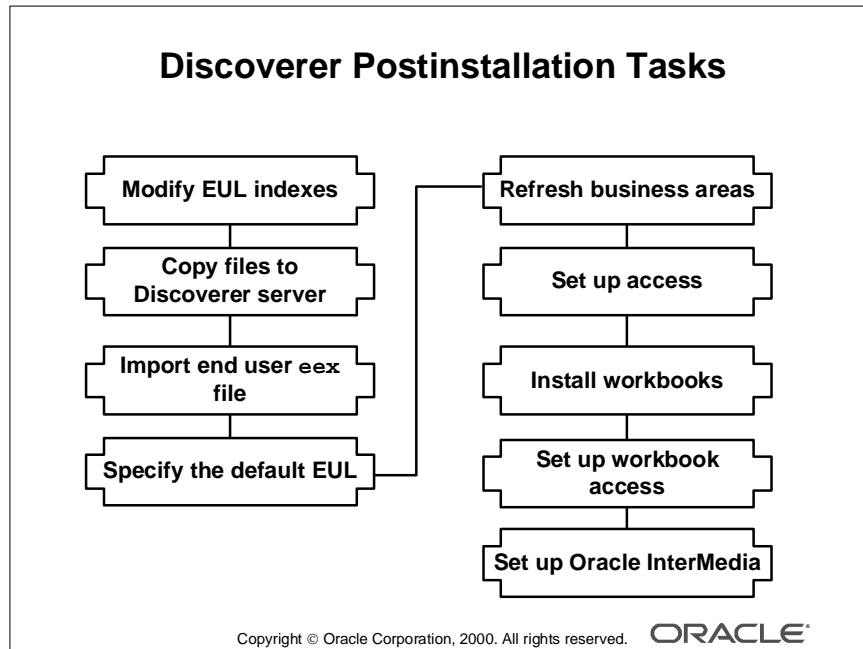 Discoverer Postinstallation Tasks
Modify EUL indexes
Copy files to
Discoverer server
Import end user eex
file
Specify the default EUL
Refresh business areas
Set up access
Install workbooks
Set up workbook
access
Set up Oracle InterMedia
Copyright © Oracle Corporation, 2000. All rights reserved. ORACLE®